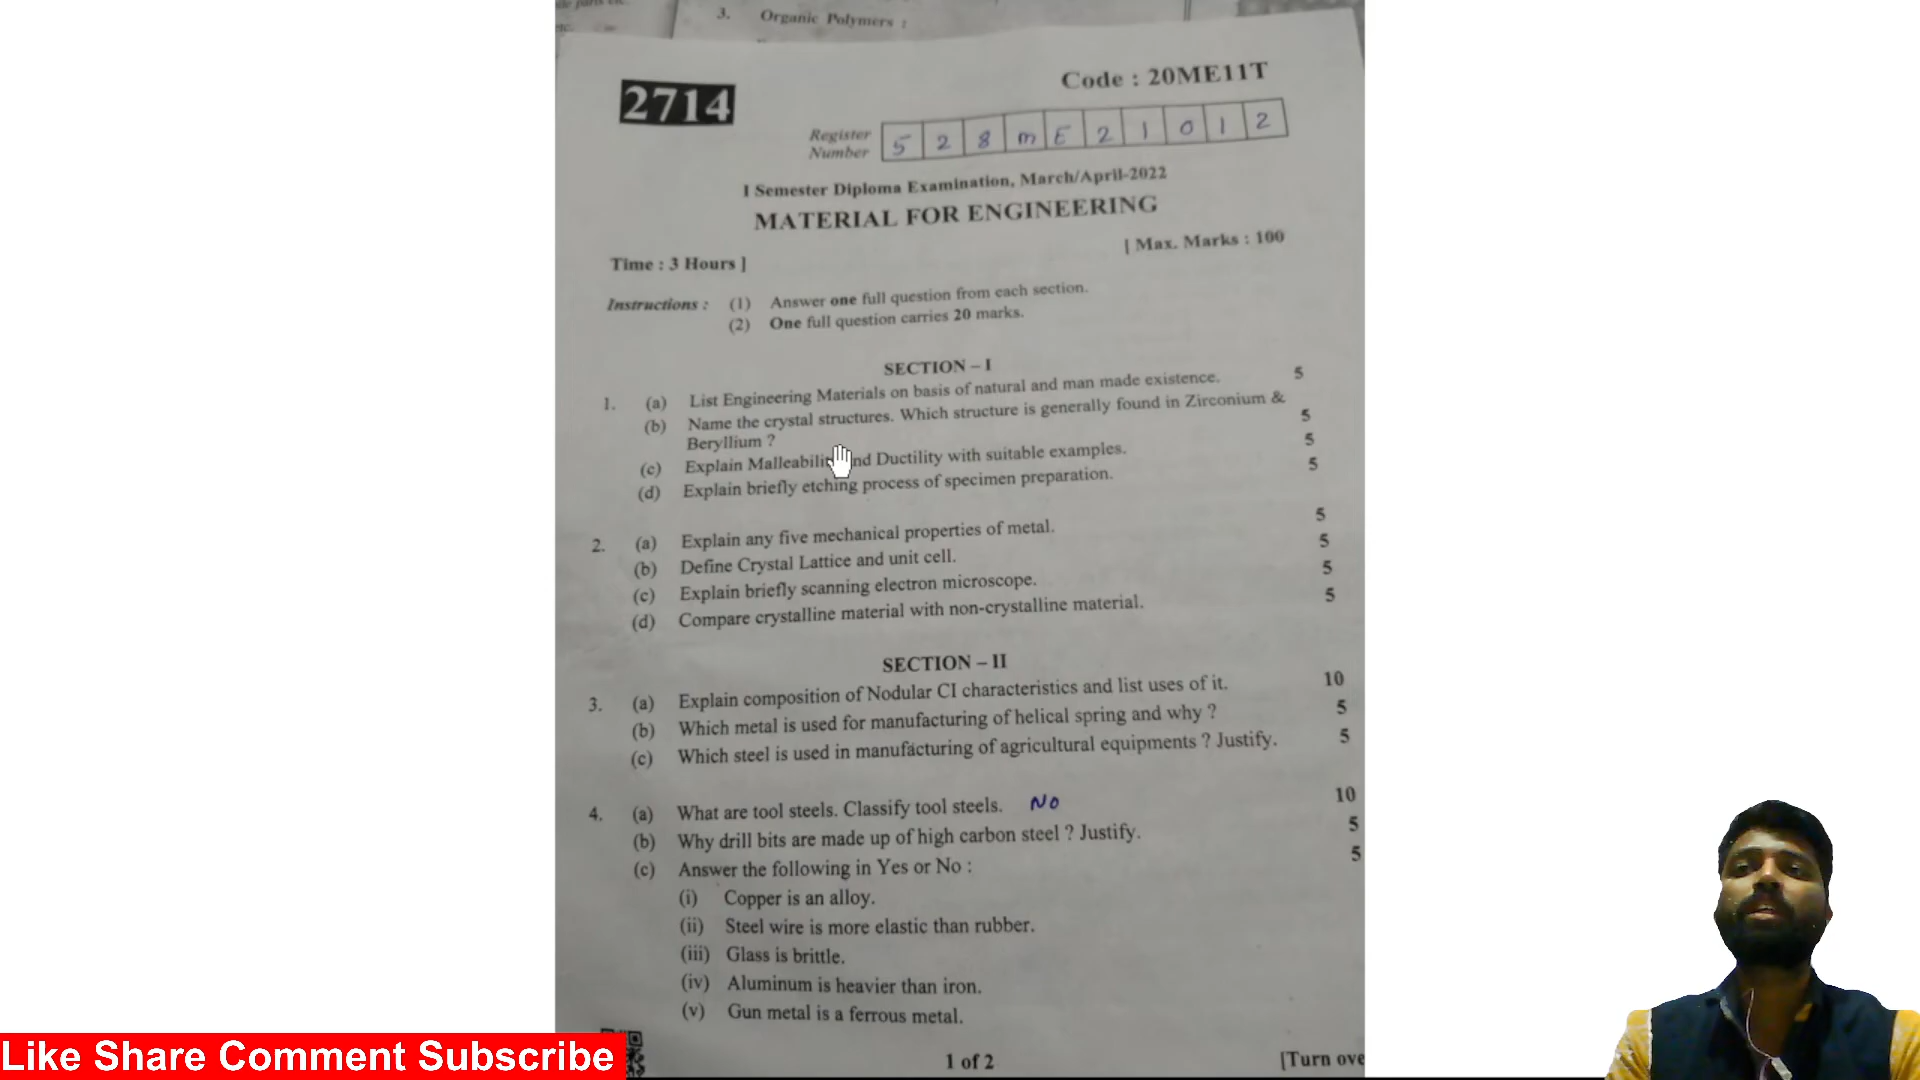 3. Organic Polymers :
2714
Code : 20ME11T
Register
Number
5 2 8 m E 2 1 0 1 2
I Semester Diploma Examination, March/April-2022
MATERIAL FOR ENGINEERING
Time : 3 Hours ]
[ Max. Marks : 100
Instructions : (1) Answer one full question from each section.
(2) One full question carries 20 marks.
SECTION – I
1. (a) List Engineering Materials on basis of natural and man made existence. 5
(b) Name the crystal structures. Which structure is generally found in Zirconium &
Beryllium ? 5
(c) Explain Malleability and Ductility with suitable examples. 5
(d) Explain briefly etching process of specimen preparation. 5
2. (a) Explain any five mechanical properties of metal. 5
(b) Define Crystal Lattice and unit cell. 5
(c) Explain briefly scanning electron microscope. 5
(d) Compare crystalline material with non-crystalline material. 5
SECTION – II
3. (a) Explain composition of Nodular CI characteristics and list uses of it. 10
(b) Which metal is used for manufacturing of helical spring and why ? 5
(c) Which steel is used in manufacturing of agricultural equipments ? Justify. 5
4. (a) What are tool steels. Classify tool steels. NO 10
(b) Why drill bits are made up of high carbon steel ? Justify. 5
(c) Answer the following in Yes or No : 5
(i) Copper is an alloy.
(ii) Steel wire is more elastic than rubber.
(iii) Glass is brittle.
(iv) Aluminum is heavier than iron.
(v) Gun metal is a ferrous metal.
1 of 2
[Turn ove
Like Share Comment Subscribe